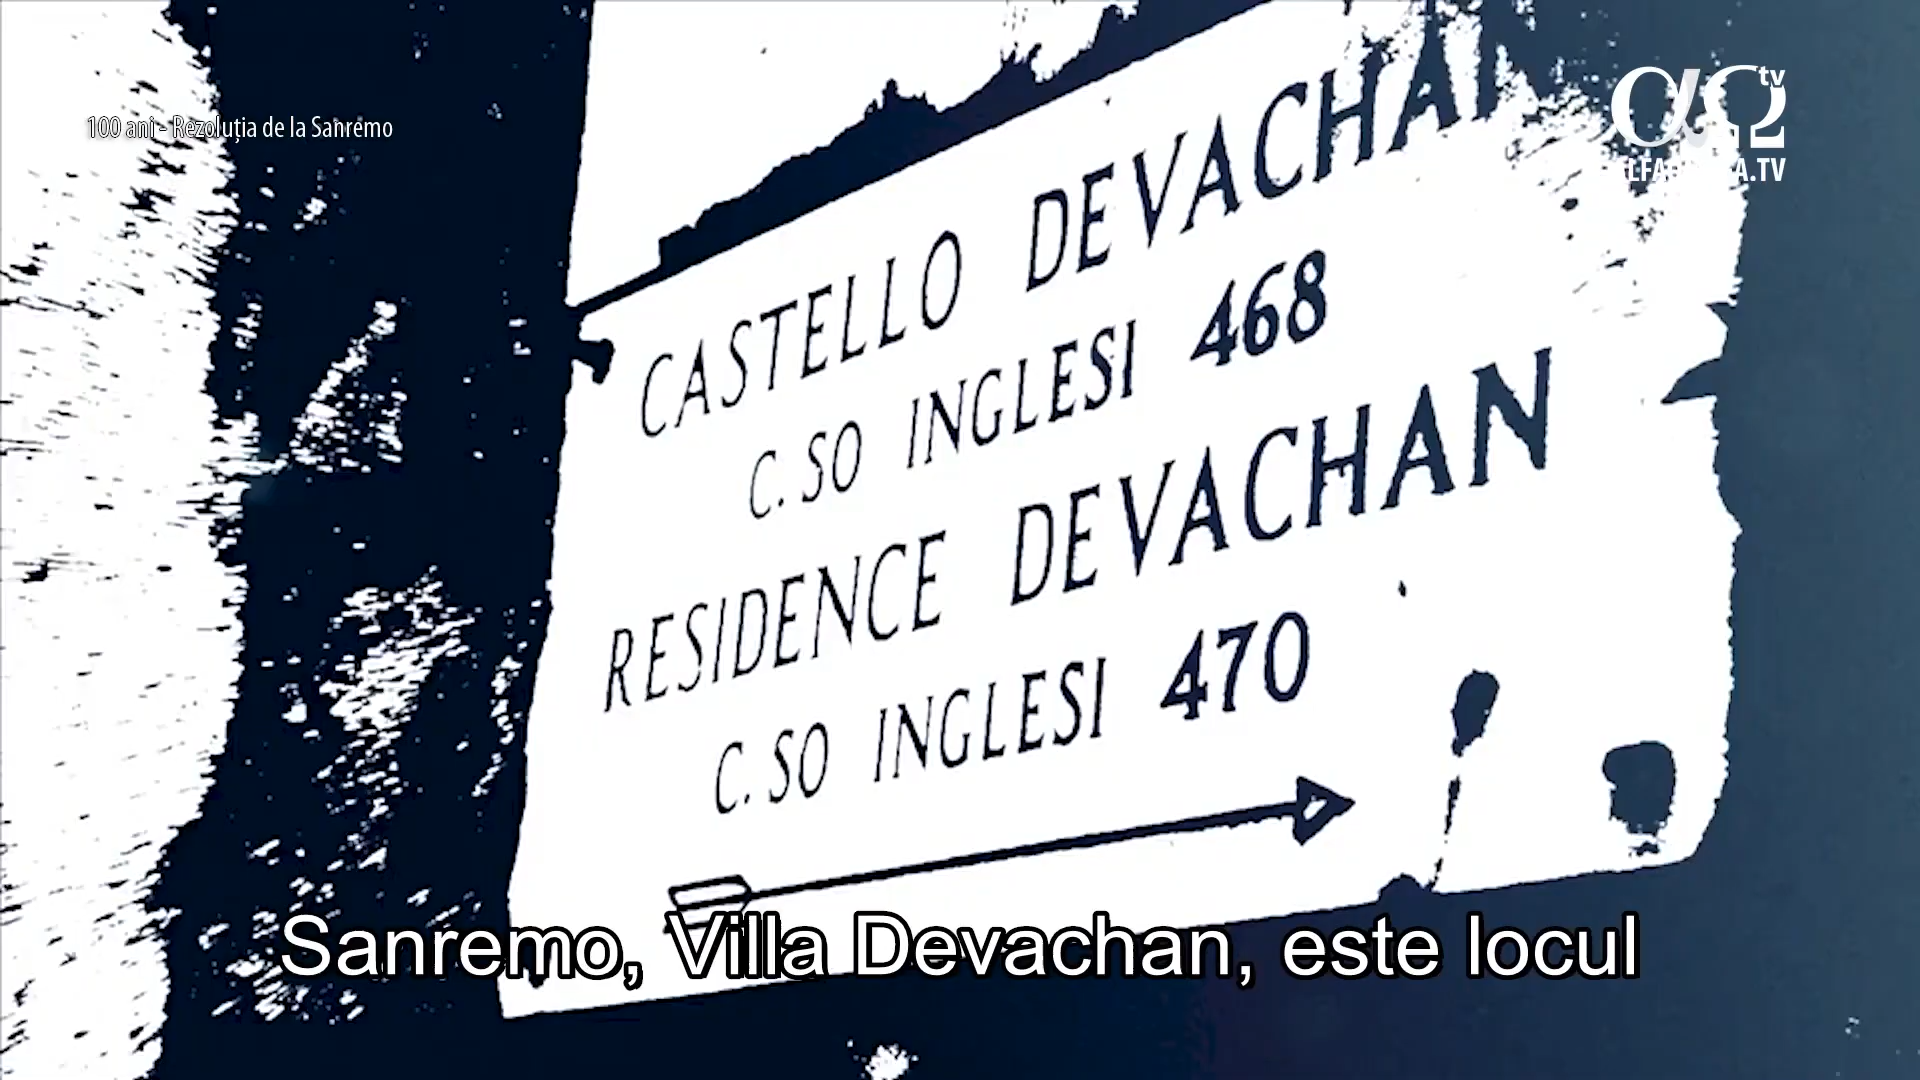 100 ani - Rezoluția de la Sanremo
tv
CASTELLO DEVACHAN
C.SO INGLESI 468
RESIDENCE DEVACHAN
C.SO INGLESI 470
Sanremo, Villa Devachan, este locul